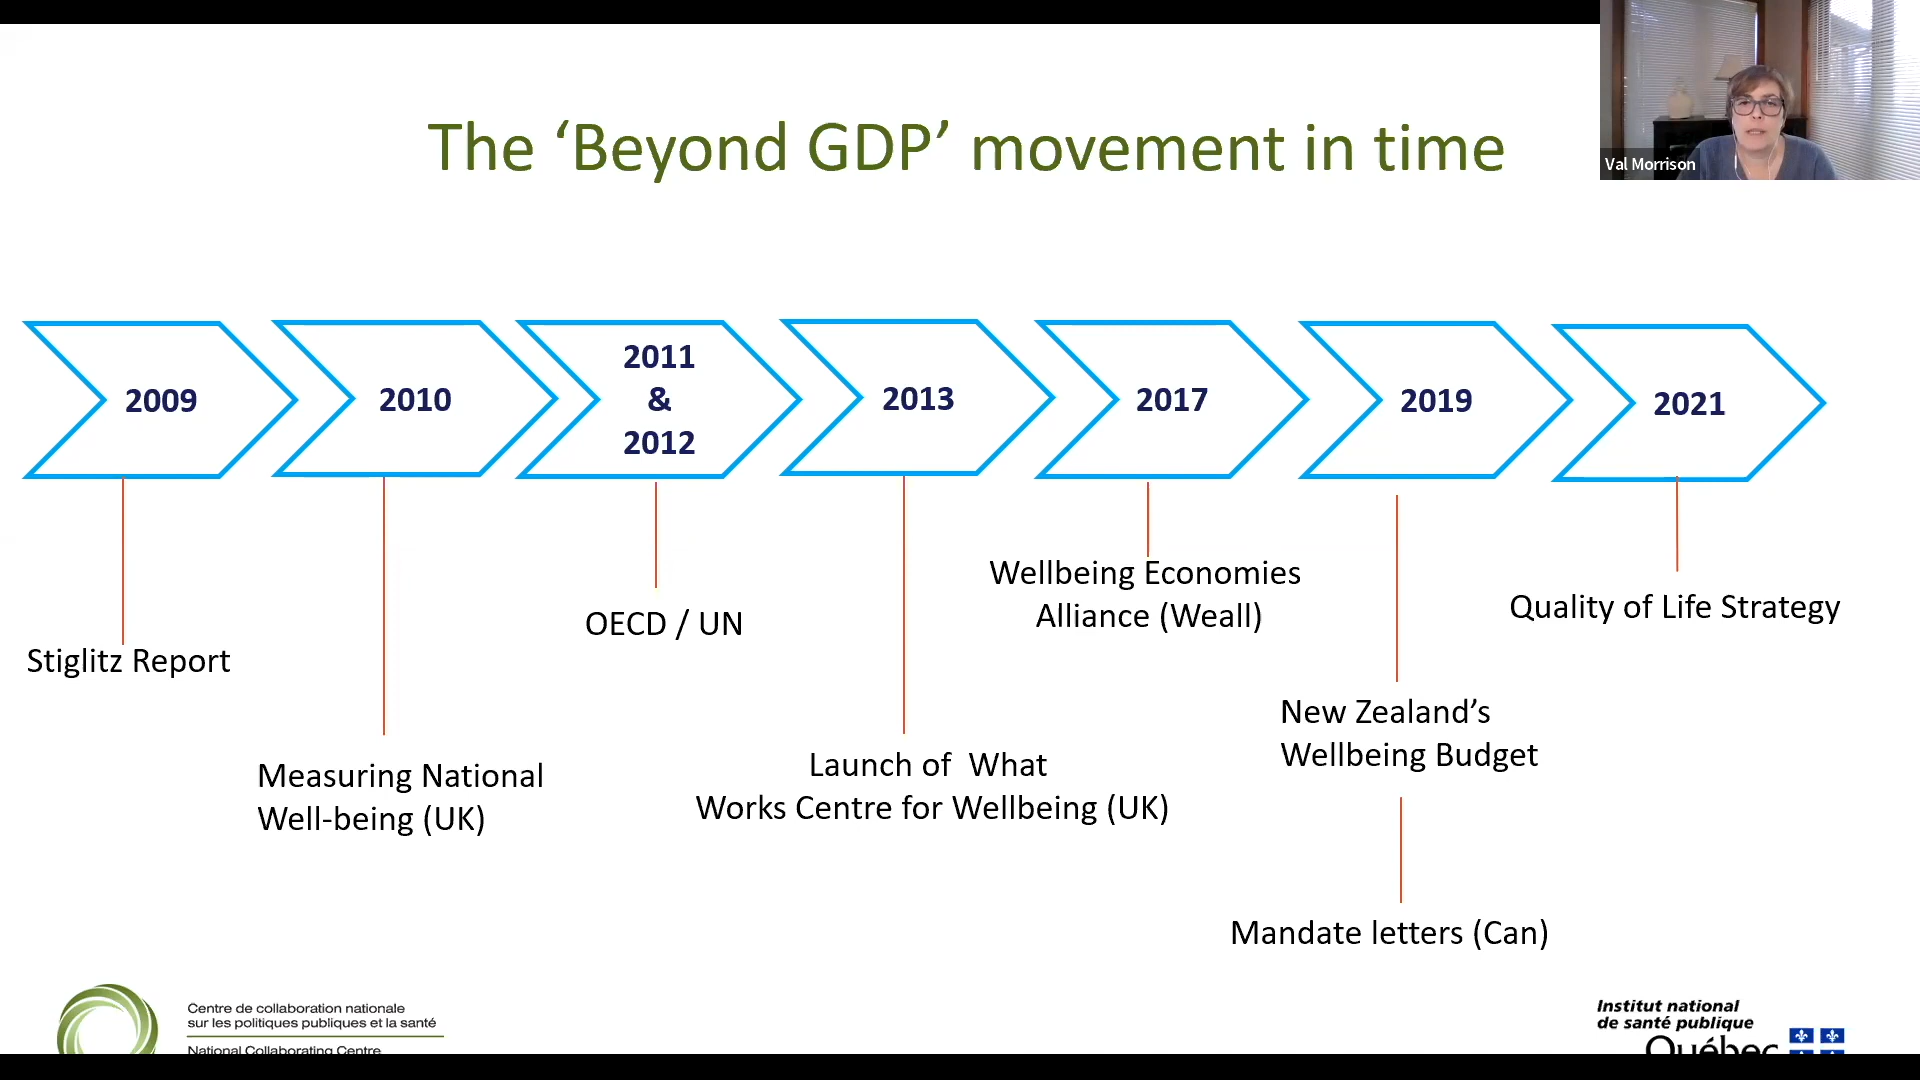 Val Morrison
The ‘Beyond GDP’ movement in time
2009
2010
2011
&
2012
2013
2017
2019
2021
Stiglitz Report
Measuring National
Well-being (UK)
OECD / UN
Launch of  What
Works Centre for Wellbeing (UK)
Wellbeing Economies
Alliance (Weall)
New Zealand’s
Wellbeing Budget
Mandate letters (Can)
Quality of Life Strategy
Centre de collaboration nationale
sur les politiques publiques et la santé
National Collaborating Centre
Institut national
de santé publique
Québec